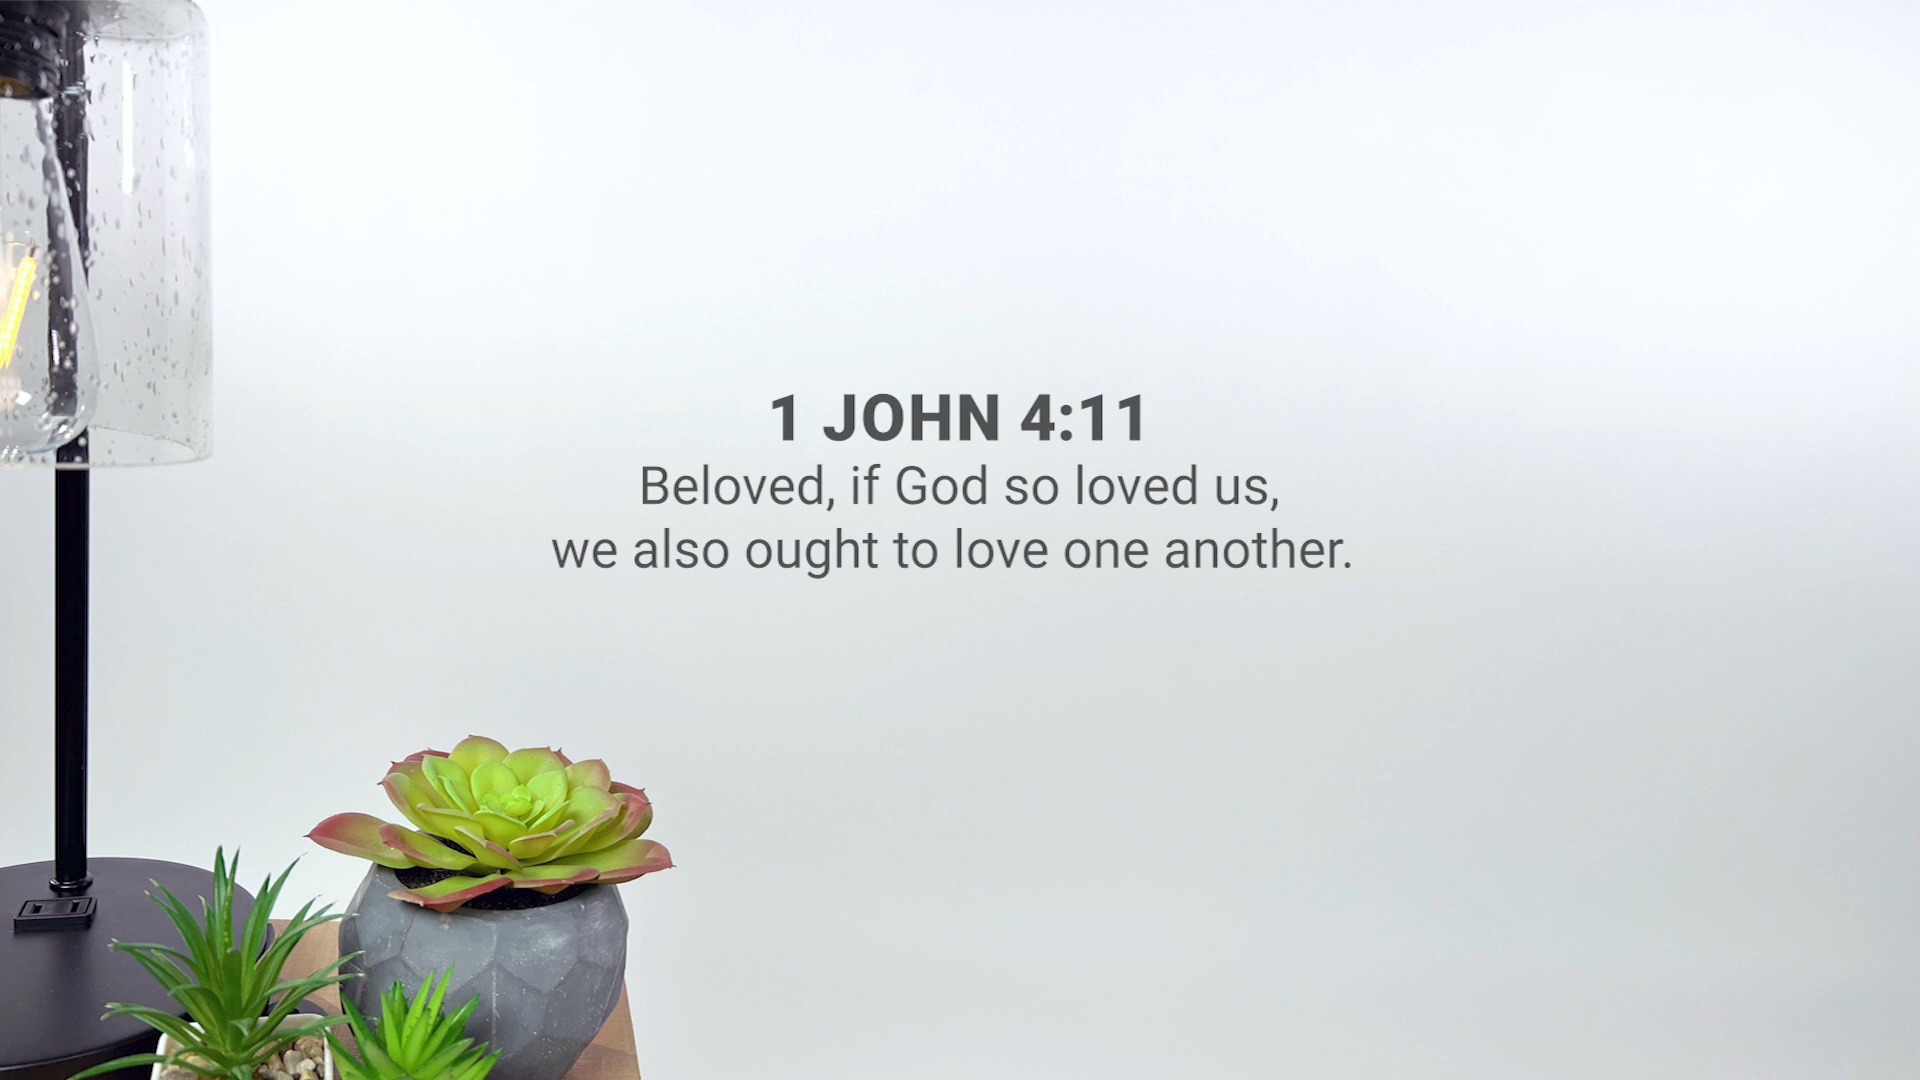 1 JOHN 4:11
Beloved, if God so loved us,
we also ought to love one another.